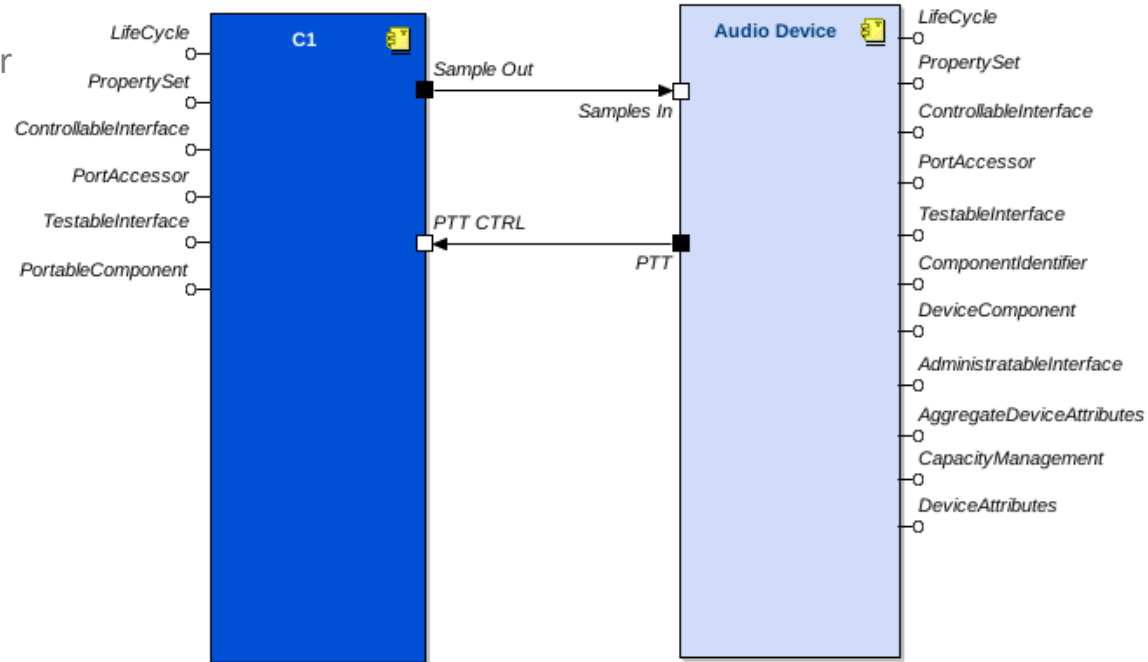 r
C1
LifeCycle
PropertySet
ControllableInterface
PortAccessor
TestableInterface
PortableComponent
Sample Out
Samples In
PTT CTRL
PTT
Audio Device
LifeCycle
PropertySet
ControllableInterface
PortAccessor
TestableInterface
ComponentIdentifier
DeviceComponent
AdministratableInterface
AggregateDeviceAttributes
CapacityManagement
DeviceAttributes